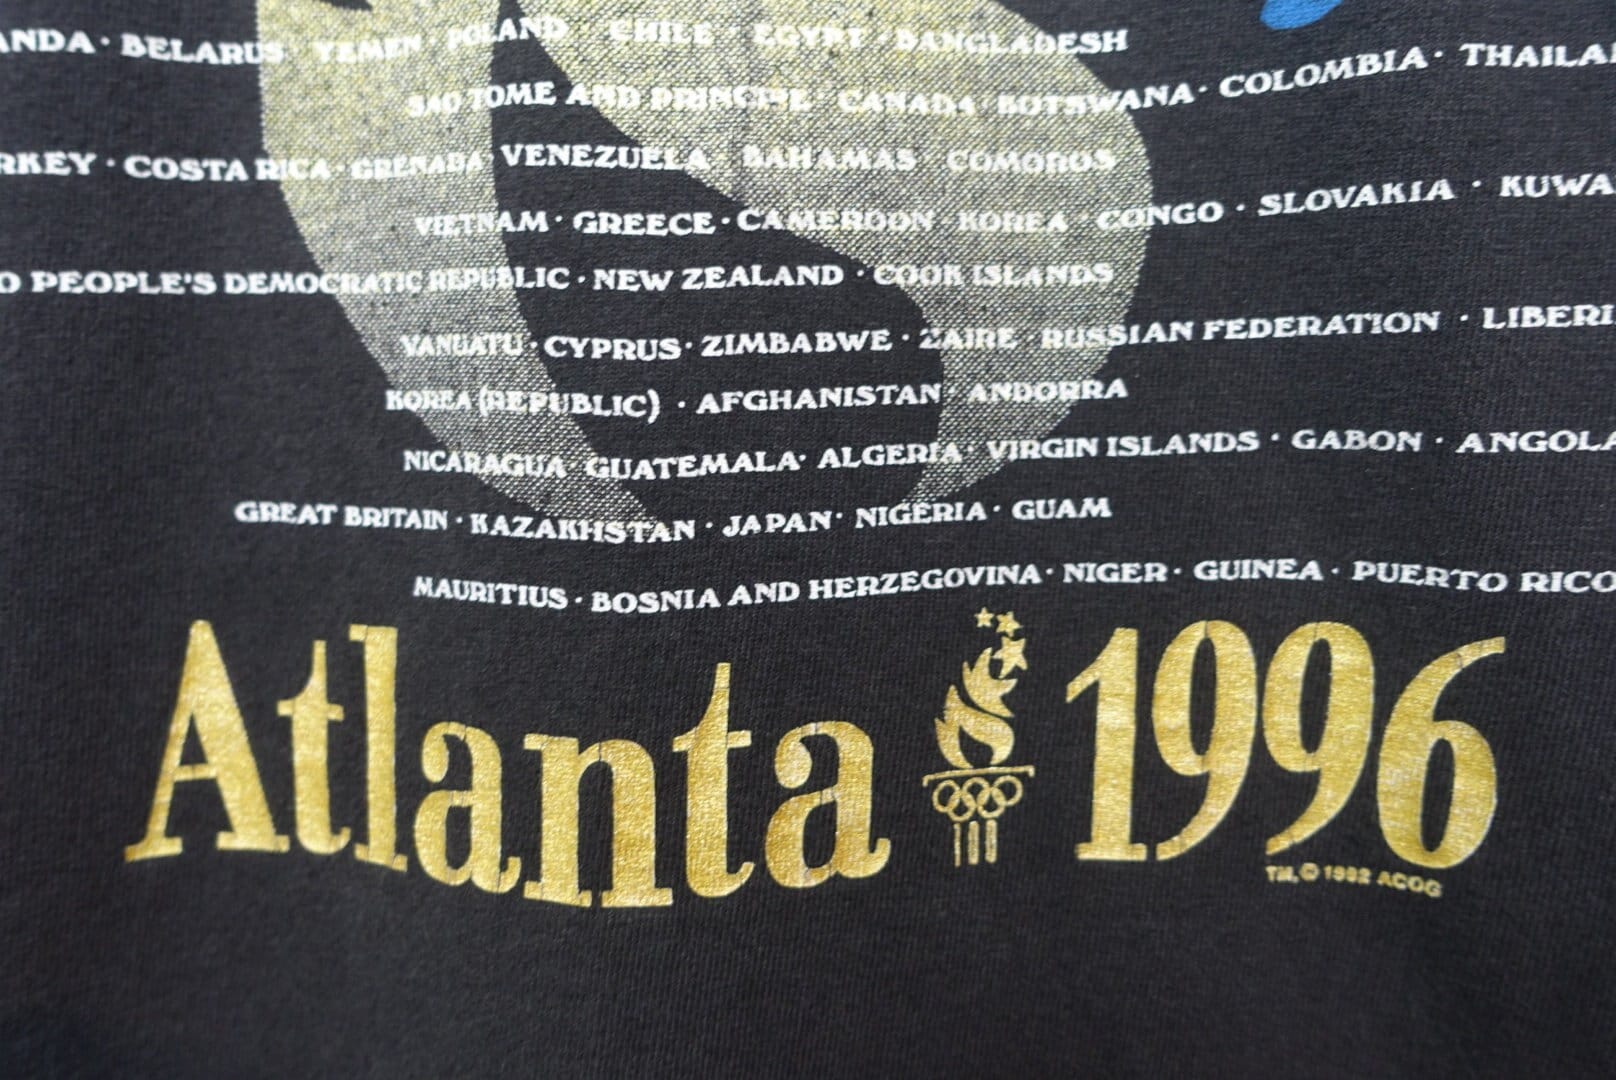 ANDA · BELARUS · YEMEN · POLAND · CHILE · EGYPT · BANGLADESH
SAO TOME AND PRINCIPE · CANADA · BOTSWANA · COLOMBIA · THAILA
RKEY · COSTA RICA · GRENADA · VENEZUELA · BAHAMAS · COMOROS
VIETNAM · GREECE · CAMEROON · KOREA · CONGO · SLOVAKIA · KUWA
O PEOPLE'S DEMOCRATIC REPUBLIC · NEW ZEALAND · COOK ISLANDS
VANUATU · CYPRUS · ZIMBABWE · ZAIRE · RUSSIAN FEDERATION · LIBERI
KOREA (REPUBLIC) · AFGHANISTAN · ANDORRA
NICARAGUA · GUATEMALA · ALGERIA · VIRGIN ISLANDS · GABON · ANGOLA
GREAT BRITAIN · KAZAKHSTAN · JAPAN · NIGERIA · GUAM
MAURITIUS · BOSNIA AND HERZEGOVINA · NIGER · GUINEA · PUERTO RICO
Atlanta 1996
TM, © 1992 ACOG